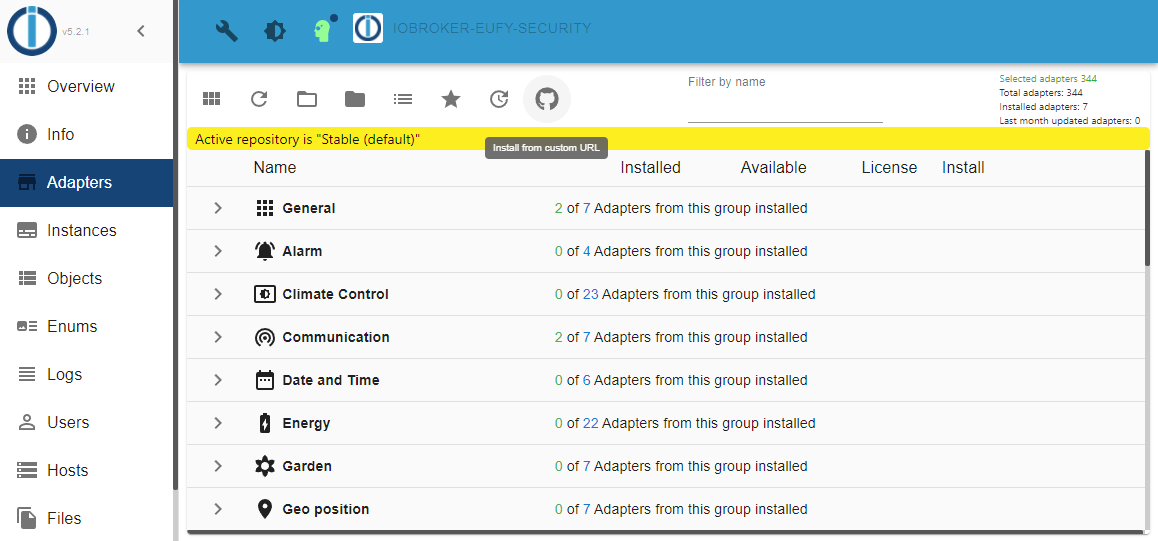 v5.2.1
IOBROKER-EUFY-SECURITY
Overview
Info
Adapters
Instances
Objects
Enums
Logs
Users
Hosts
Files
Filter by name
Selected adapters 344
Total adapters: 344
Installed adapters: 7
Last month updated adapters: 0
Active repository is "Stable (default)"
Install from custom URL
Name Installed Available License Install
General 2 of 7 Adapters from this group installed
Alarm 0 of 4 Adapters from this group installed
Climate Control 0 of 23 Adapters from this group installed
Communication 2 of 7 Adapters from this group installed
Date and Time 0 of 6 Adapters from this group installed
Energy 0 of 22 Adapters from this group installed
Garden 0 of 7 Adapters from this group installed
Geo position 0 of 7 Adapters from this group installed